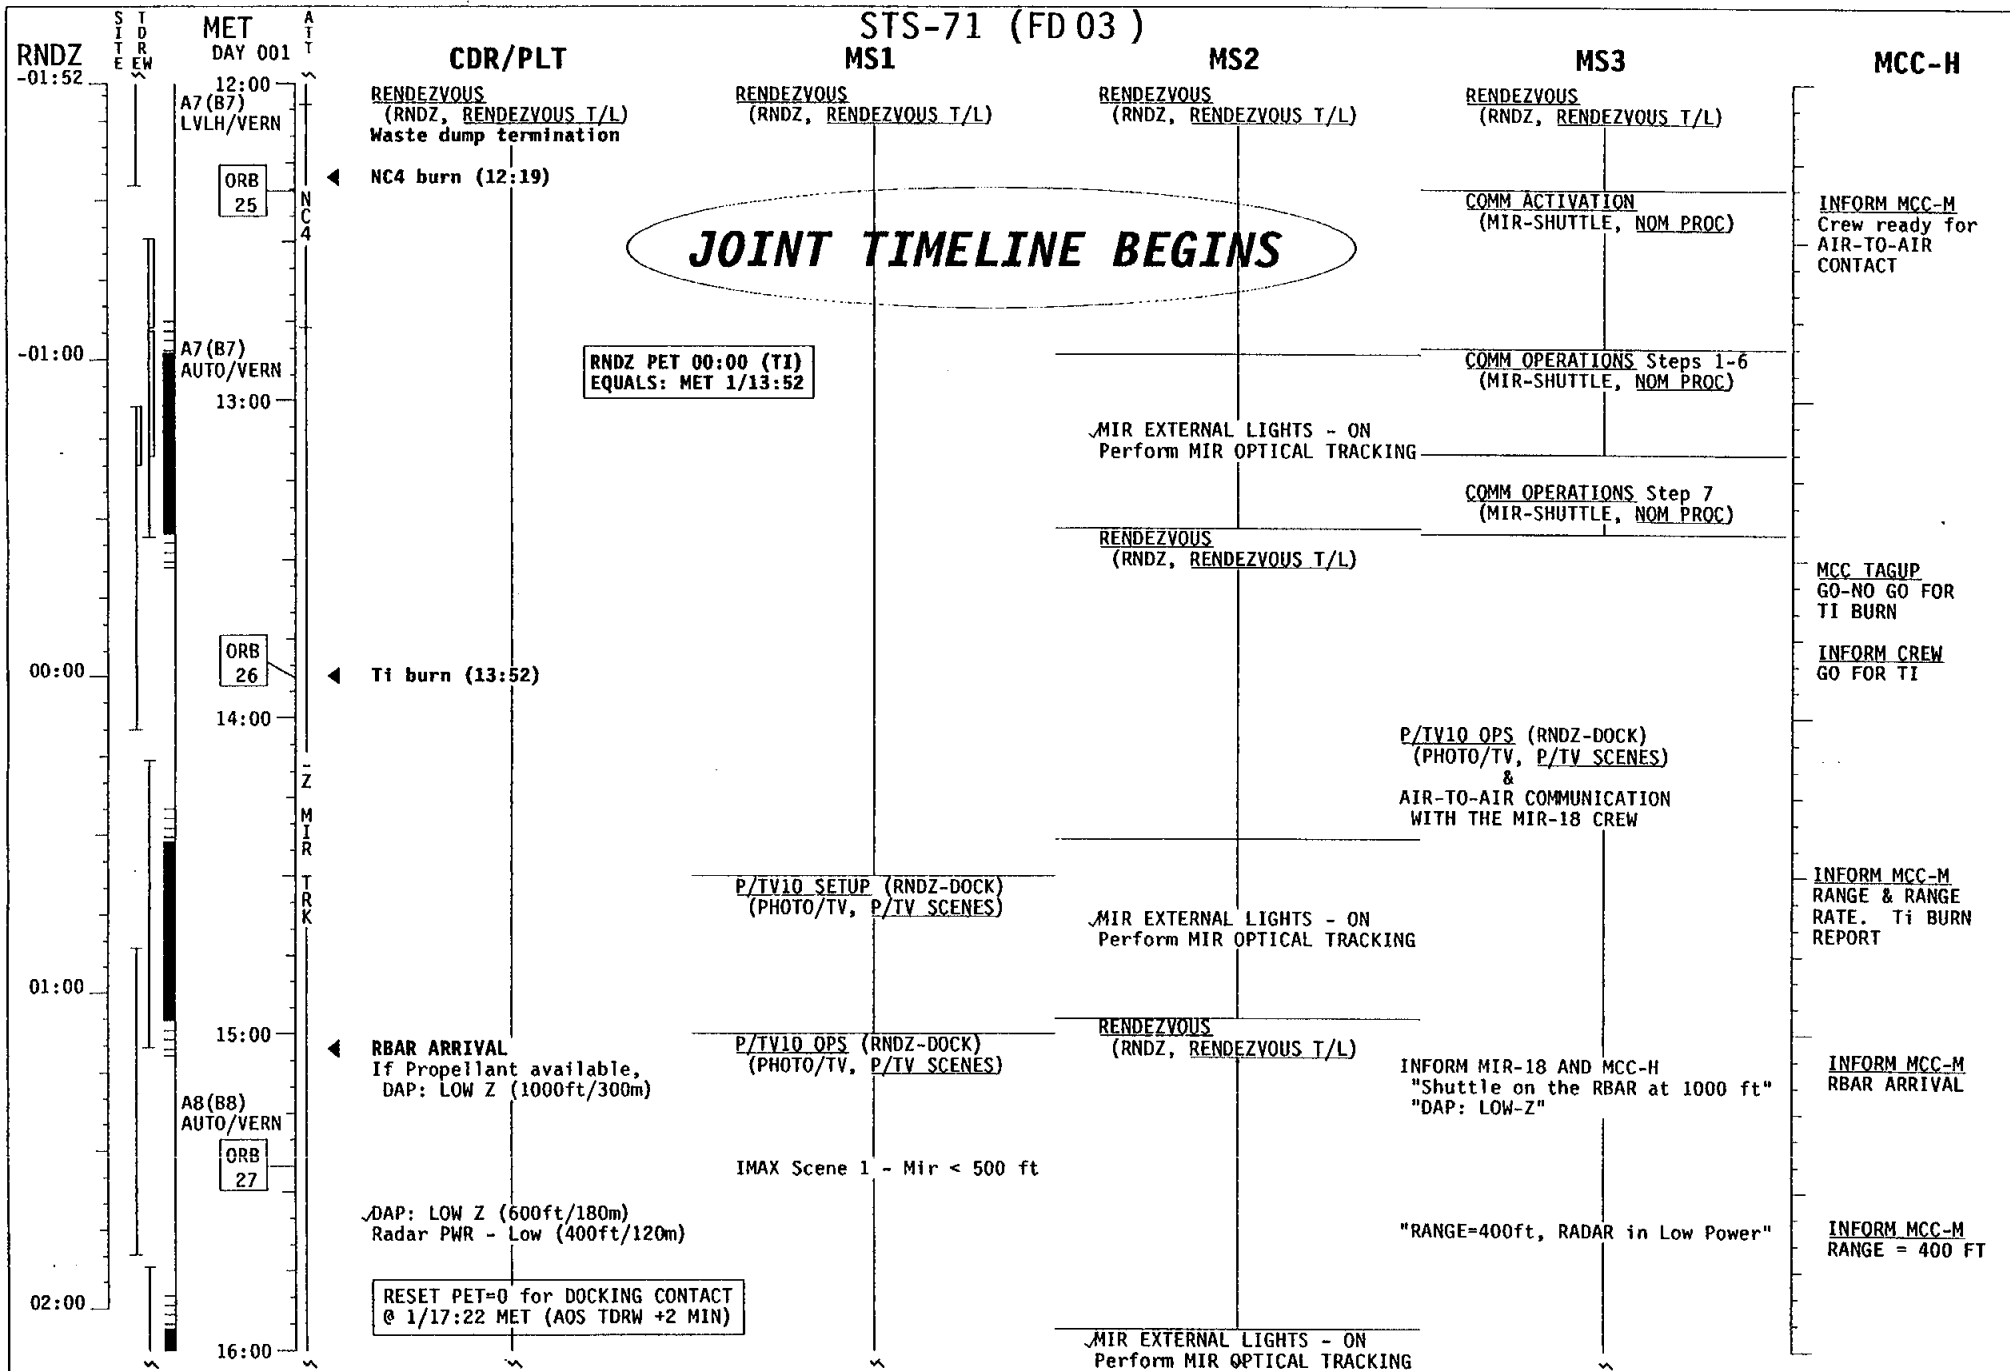 STS-71 (FD 03 )
SITE
TDRW
EW
MET
DAY 001
ATT
RNDZ
-01:52
CDR/PLT
MS1
MS2
MS3
MCC-H
12:00
A7(B7)
LVLH/VERN
RENDEZVOUS
(RNDZ, RENDEZVOUS T/L)
Waste dump termination
RENDEZVOUS
(RNDZ, RENDEZVOUS T/L)
RENDEZVOUS
(RNDZ, RENDEZVOUS T/L)
RENDEZVOUS
(RNDZ, RENDEZVOUS T/L)
ORB
25
NC4
◄ NC4 burn (12:19)
COMM ACTIVATION
(MIR-SHUTTLE, NOM PROC)
INFORM MCC-M
Crew ready for
AIR-TO-AIR
CONTACT
JOINT TIMELINE BEGINS
-01:00
A7(B7)
AUTO/VERN
13:00
RNDZ PET 00:00 (TI)
EQUALS: MET 1/13:52
COMM OPERATIONS Steps 1-6
(MIR-SHUTTLE, NOM PROC)
✓MIR EXTERNAL LIGHTS - ON
Perform MIR OPTICAL TRACKING
COMM OPERATIONS Step 7
(MIR-SHUTTLE, NOM PROC)
RENDEZVOUS
(RNDZ, RENDEZVOUS T/L)
MCC TAGUP
GO-NO GO FOR
TI BURN
00:00
ORB
26
◄ Ti burn (13:52)
INFORM CREW
GO FOR TI
14:00
-Z MIR TRK
P/TV10 OPS (RNDZ-DOCK)
(PHOTO/TV, P/TV SCENES)
&
AIR-TO-AIR COMMUNICATION
WITH THE MIR-18 CREW
P/TV10 SETUP (RNDZ-DOCK)
(PHOTO/TV, P/TV SCENES)
✓MIR EXTERNAL LIGHTS - ON
Perform MIR OPTICAL TRACKING
INFORM MCC-M
RANGE & RANGE
RATE. Ti BURN
REPORT
01:00
15:00
◄ RBAR ARRIVAL
If Propellant available,
DAP: LOW Z (1000ft/300m)
P/TV10 OPS (RNDZ-DOCK)
(PHOTO/TV, P/TV SCENES)
RENDEZVOUS
(RNDZ, RENDEZVOUS T/L)
INFORM MIR-18 AND MCC-H
"Shuttle on the RBAR at 1000 ft"
"DAP: LOW-Z"
INFORM MCC-M
RBAR ARRIVAL
A8(B8)
AUTO/VERN
ORB
27
IMAX Scene 1 - Mir < 500 ft
✓DAP: LOW Z (600ft/180m)
Radar PWR - Low (400ft/120m)
"RANGE=400ft, RADAR in Low Power"
INFORM MCC-M
RANGE = 400 FT
02:00
RESET PET=0 for DOCKING CONTACT
@ 1/17:22 MET (AOS TDRW +2 MIN)
16:00
✓MIR EXTERNAL LIGHTS - ON
Perform MIR OPTICAL TRACKING